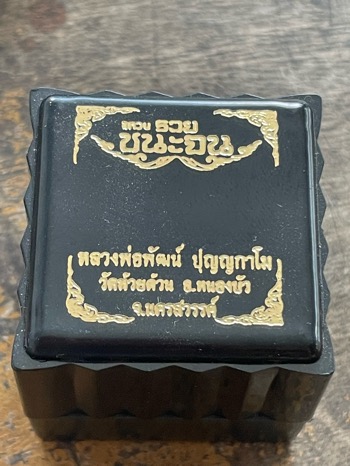 แหวน รวย
ชนะจน
หลวงพ่อพัฒน์ ปุญญกาโม
วัดห้วยด้วน อ.หนองบัว
จ.นครสวรรค์